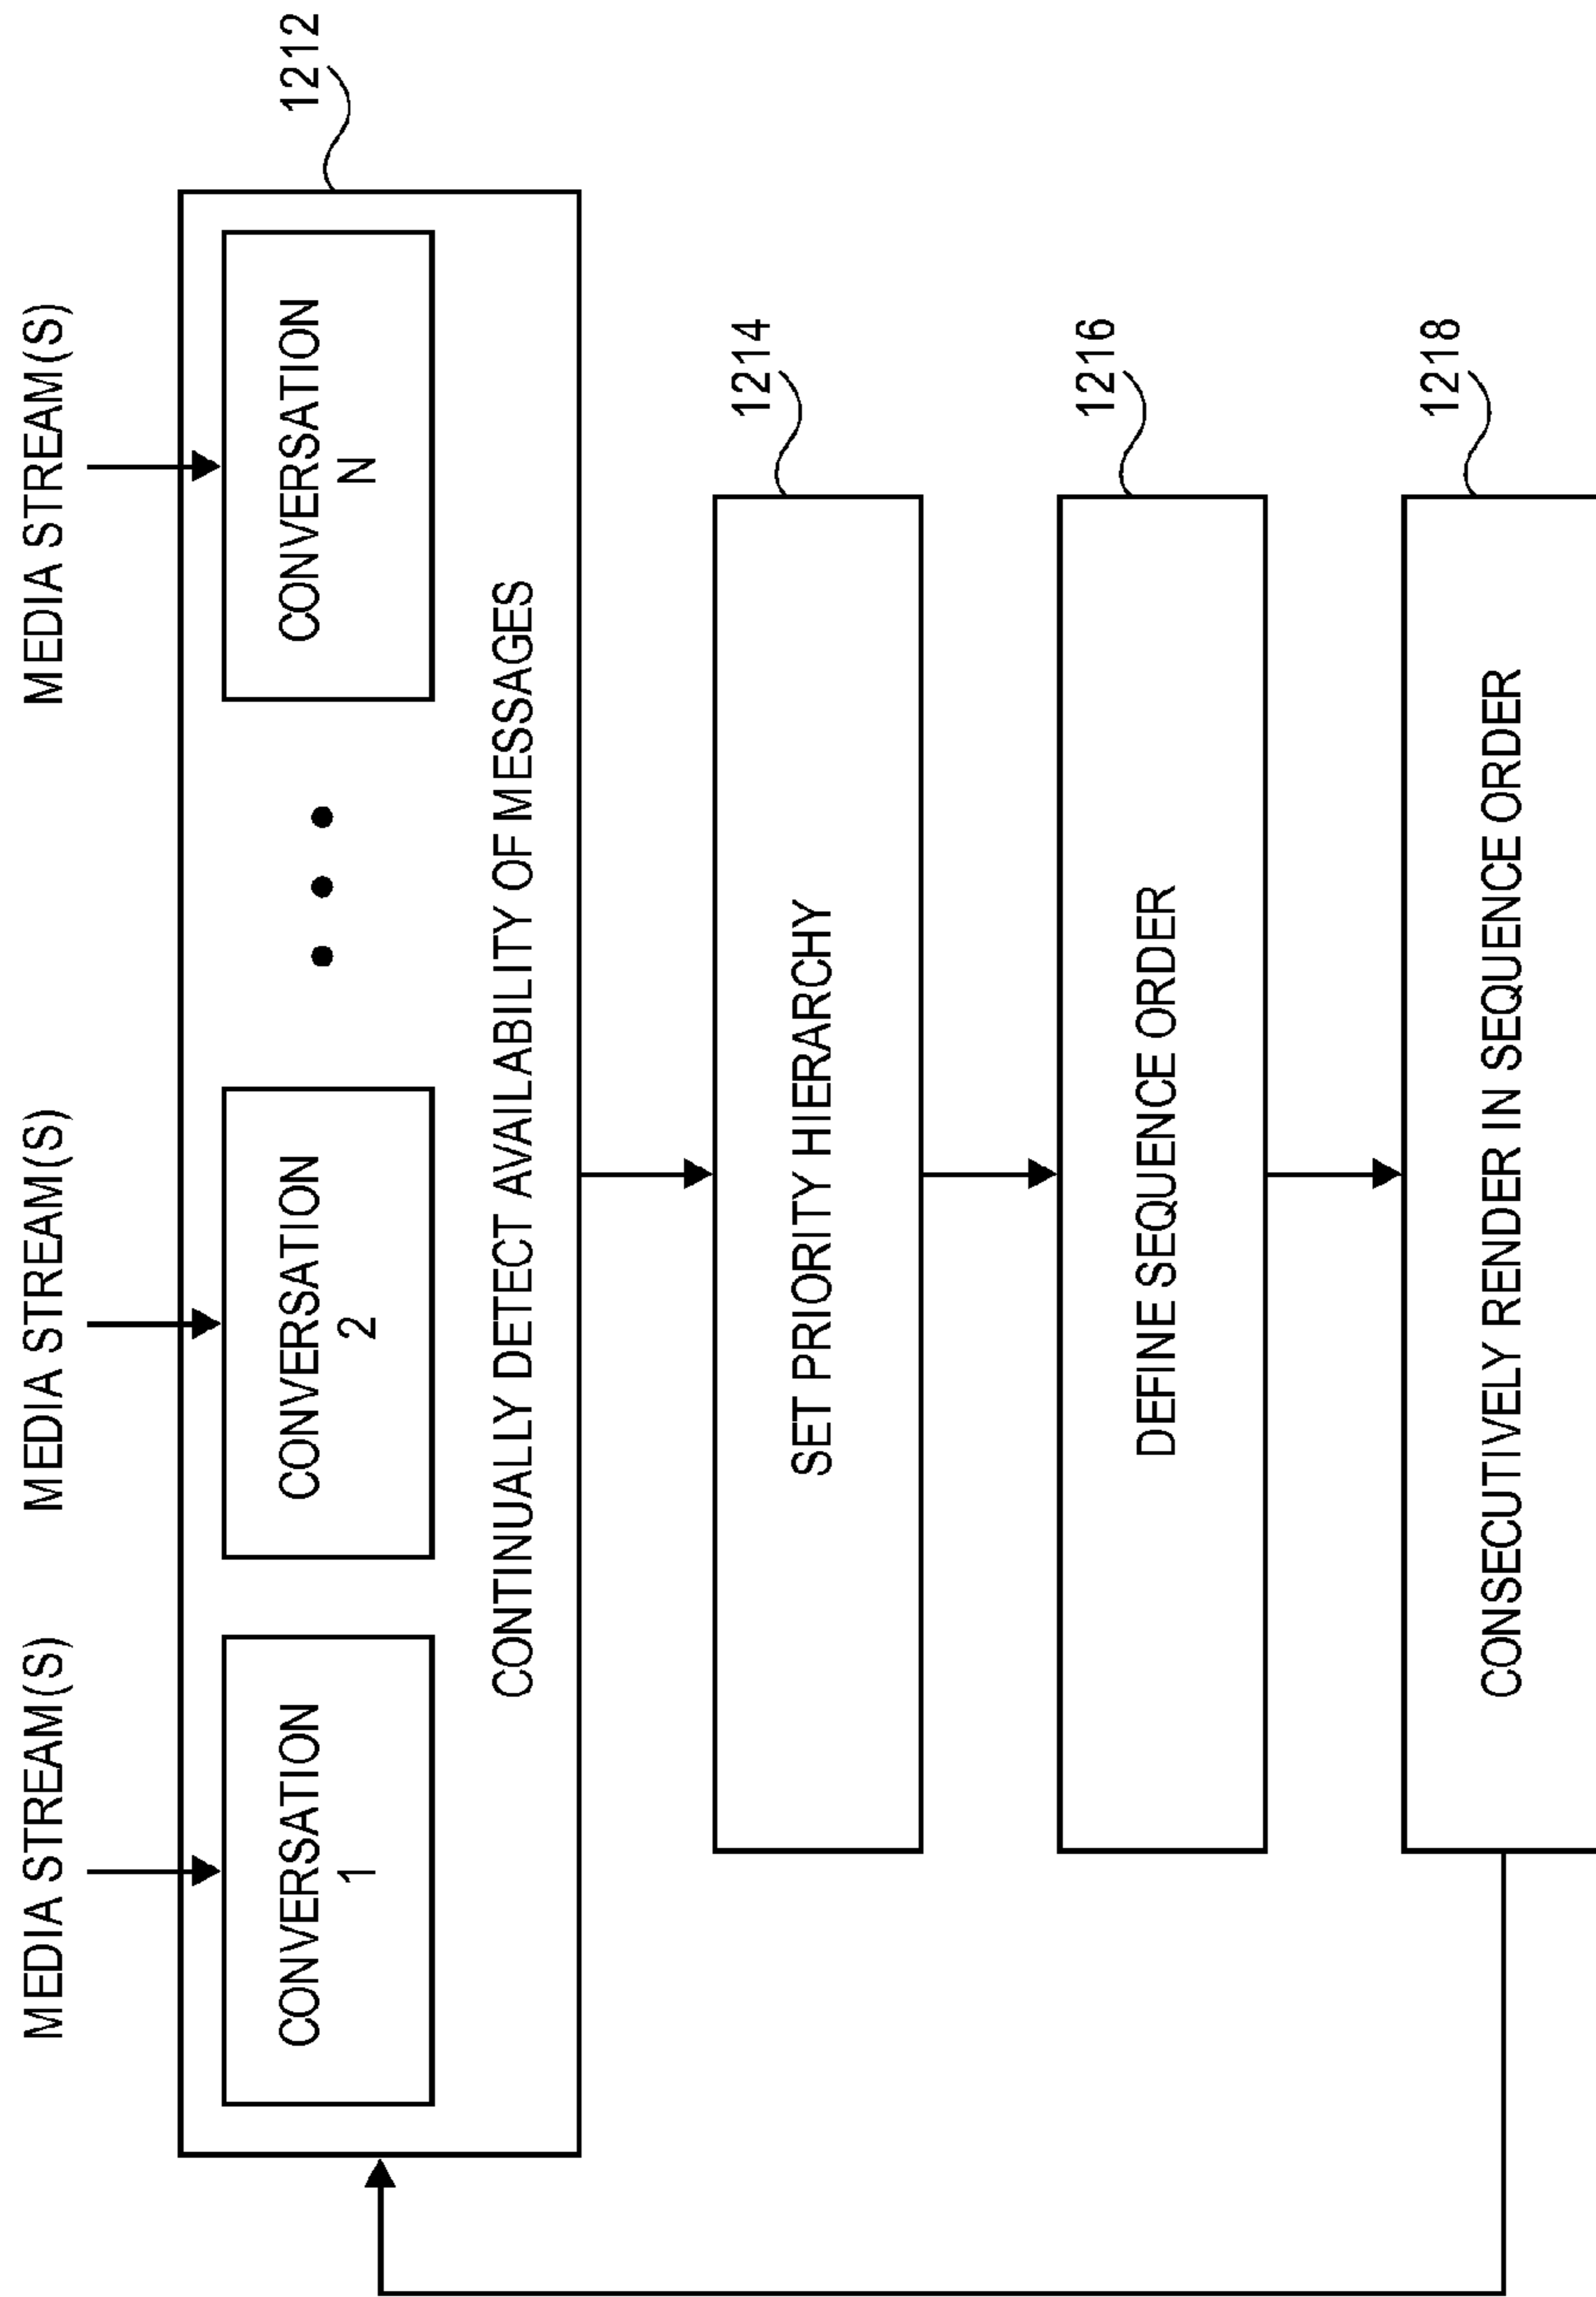 MEDIA STREAM(S)
MEDIA STREAM(S)
MEDIA STREAM(S)
1212
CONVERSATION
1
CONVERSATION
2
CONVERSATION
N
CONTINUALLY DETECT AVAILABILITY OF MESSAGES
1214
SET PRIORITY HIERARCHY
1216
DEFINE SEQUENCE ORDER
1218
CONSECUTIVELY RENDER IN SEQUENCE ORDER